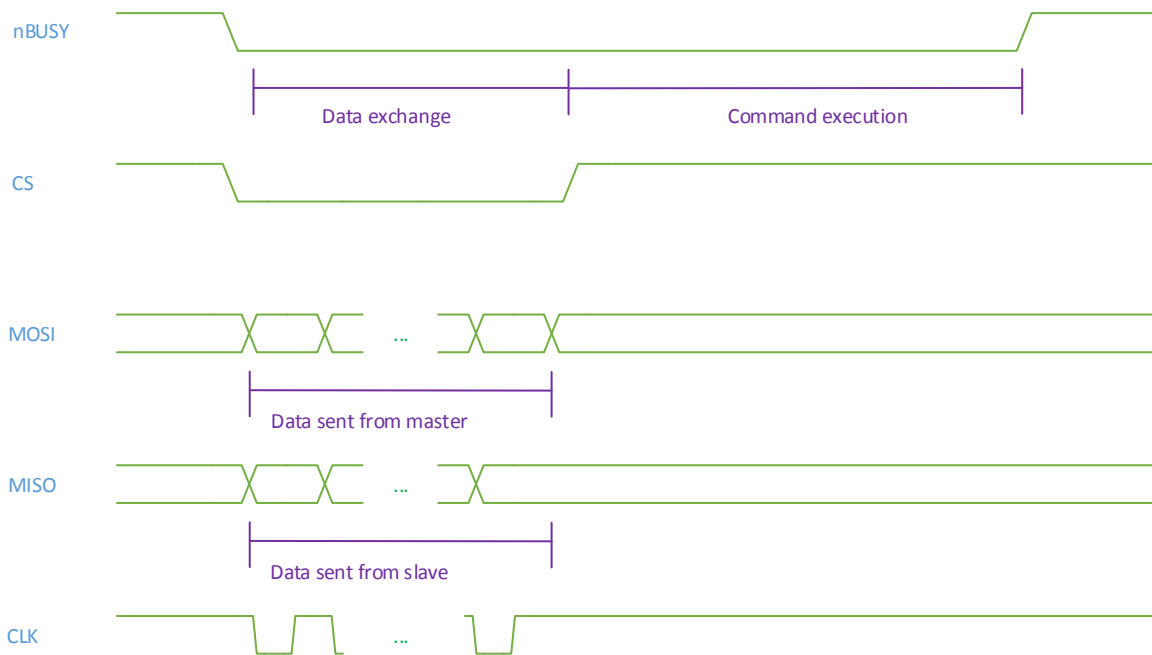 nBUSY
Data exchange
Command execution
CS
MOSI
...
Data sent from master
MISO
...
Data sent from slave
CLK
...